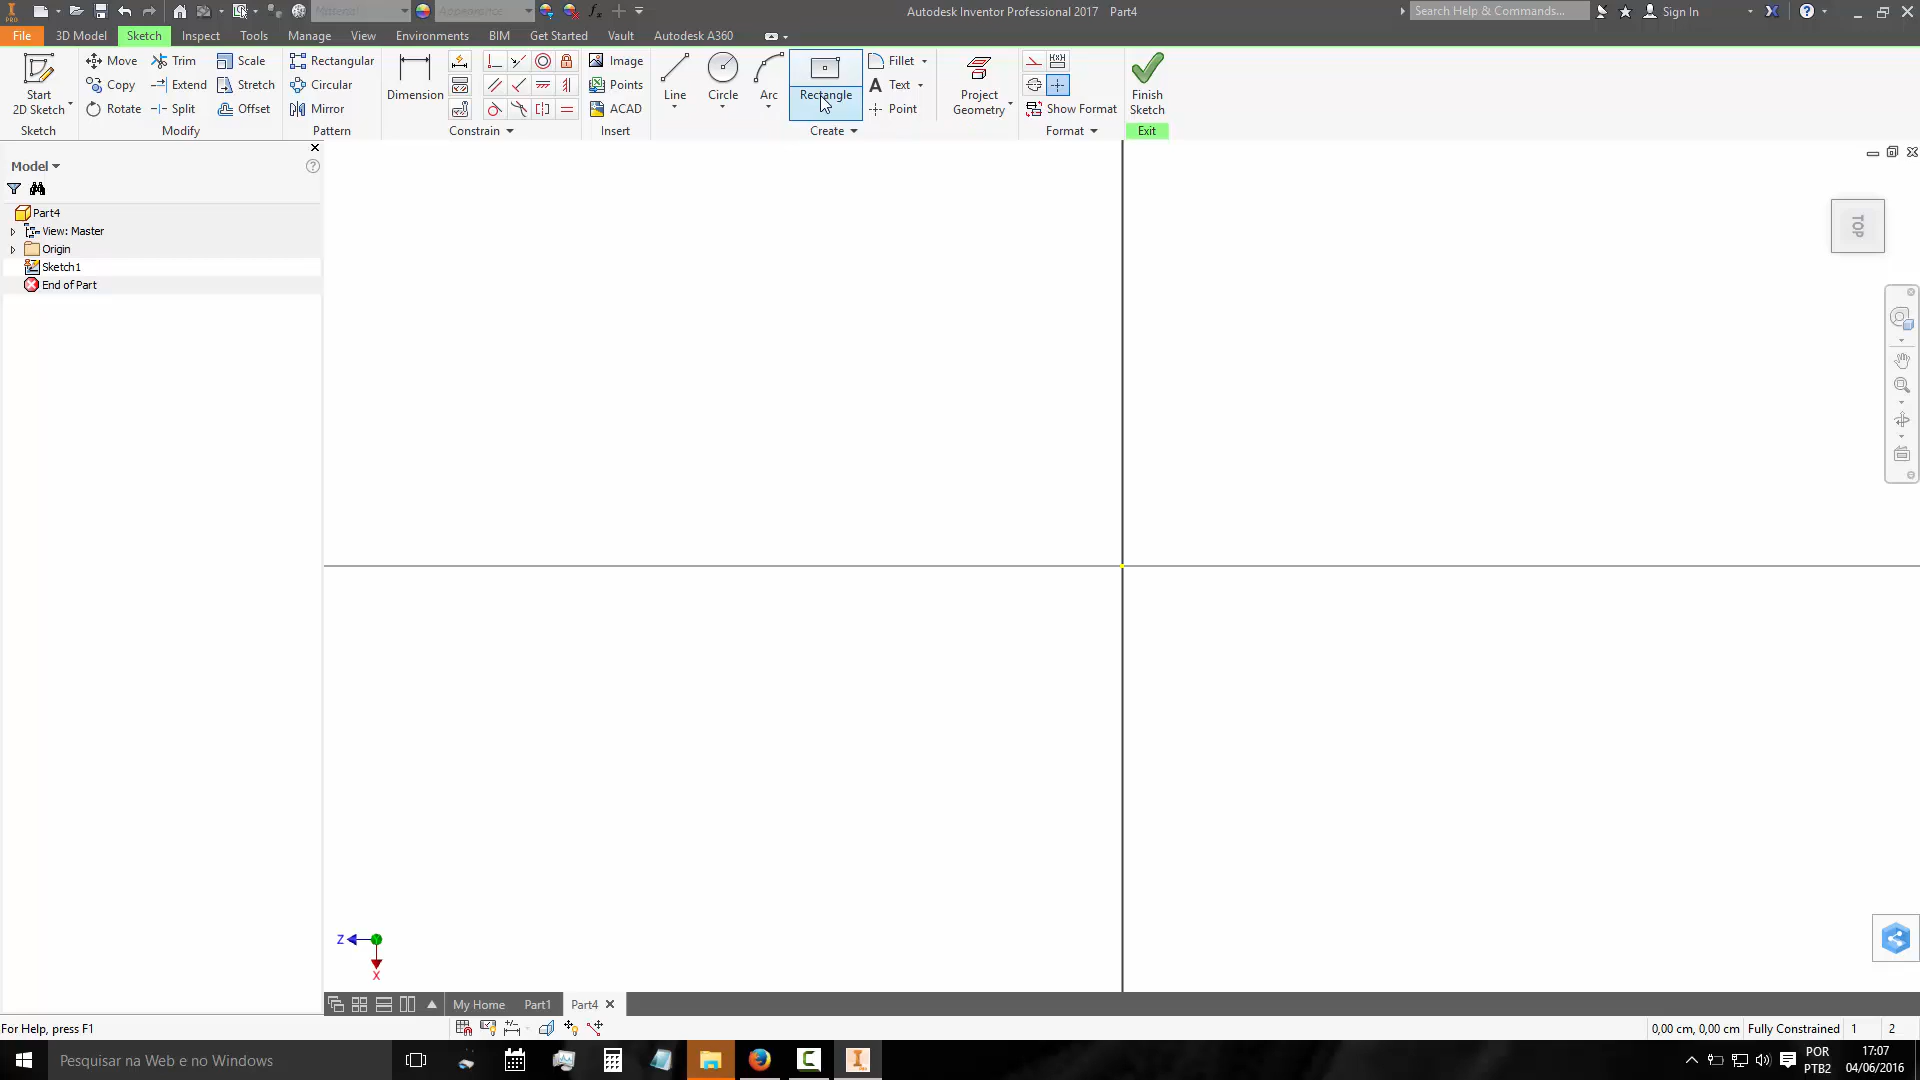 PRO
Material
Appearance
Autodesk Inventor Professional 2017 Part4
Search Help & Commands...
Sign In
File
3D Model
Sketch
Inspect
Tools
Manage
View
Environments
BIM
Get Started
Vault
Autodesk A360
Start
2D Sketch
Sketch
Move
Copy
Rotate
Trim
Extend
Split
Scale
Stretch
Offset
Modify
Rectangular
Circular
Mirror
Pattern
Dimension
Constrain
Image
Points
ACAD
Insert
Line
Circle
Arc
Rectangle
Fillet
Text
Point
Create
Project
Geometry
Show Format
Format
Finish
Sketch
Exit
Model
Part4
View: Master
Origin
Sketch1
End of Part
TOP
Z
X
My Home
Part1
Part4
For Help, press F1
0,00 cm, 0,00 cm
Fully Constrained
1
2
Pesquisar na Web e no Windows
POR
PTB2
17:07
04/06/2016